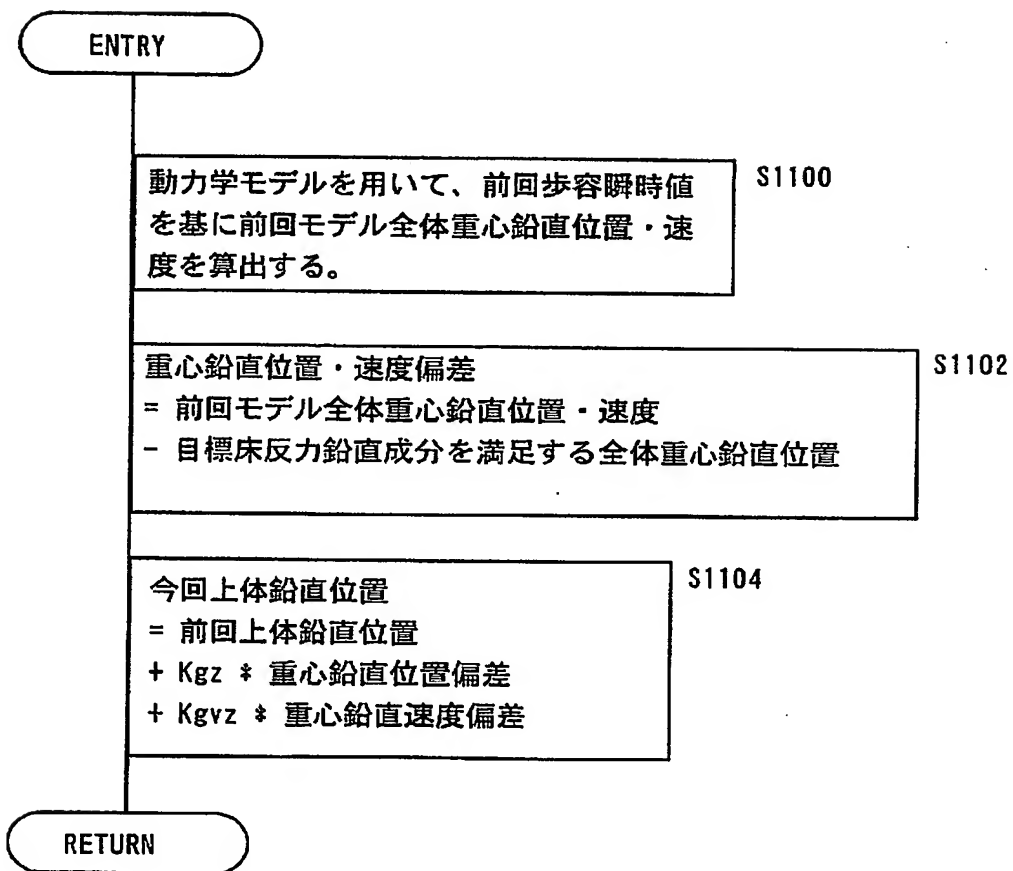 ENTRY
動力学モデルを用いて、前回歩容瞬時値
を基に前回モデル全体重心鉛直位置・速
度を算出する。
S1100
重心鉛直位置・速度偏差
= 前回モデル全体重心鉛直位置・速度
- 目標床反力鉛直成分を満足する全体重心鉛直位置
S1102
今回上体鉛直位置
= 前回上体鉛直位置
+ Kgz * 重心鉛直位置偏差
+ Kgvz * 重心鉛直速度偏差
S1104
RETURN